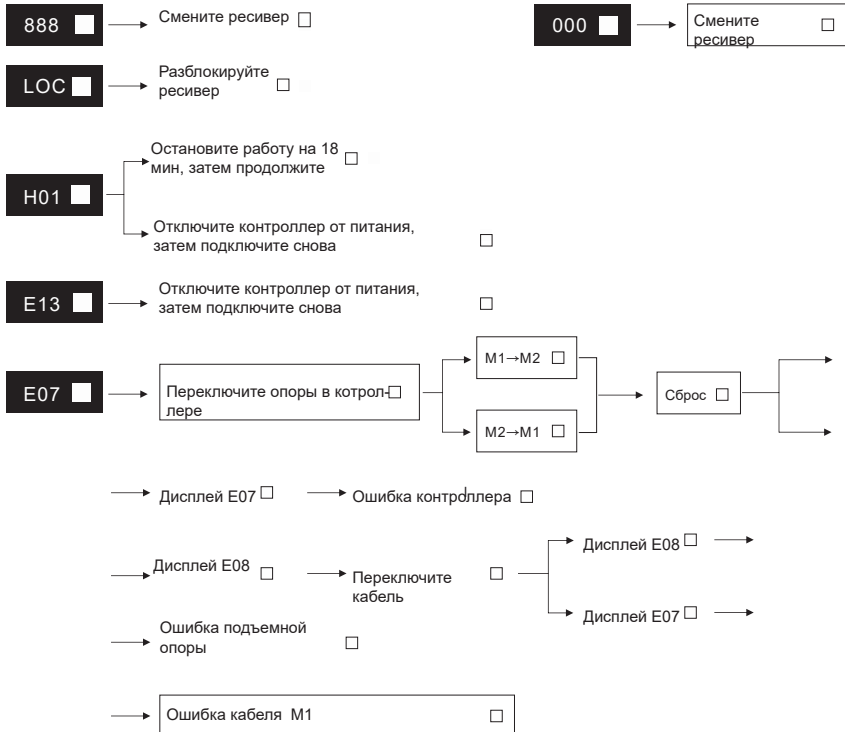 888
Смените ресивер
000
Смените
ресивер
LOC
Разблокируйте
ресивер
H01
Остановите работу на 18
мин, затем продолжите
Отключите контроллер от питания,
затем подключите снова
E13
Отключите контроллер от питания,
затем подключите снова
E07
Переключите опоры в котрол-
лере
M1→M2
M2→M1
Сброс
Дисплей E07
Ошибка контроллера
Дисплей E08
Переключите
кабель
Дисплей E08
Дисплей E07
Ошибка подъемной
опоры
Ошибка кабеля M1